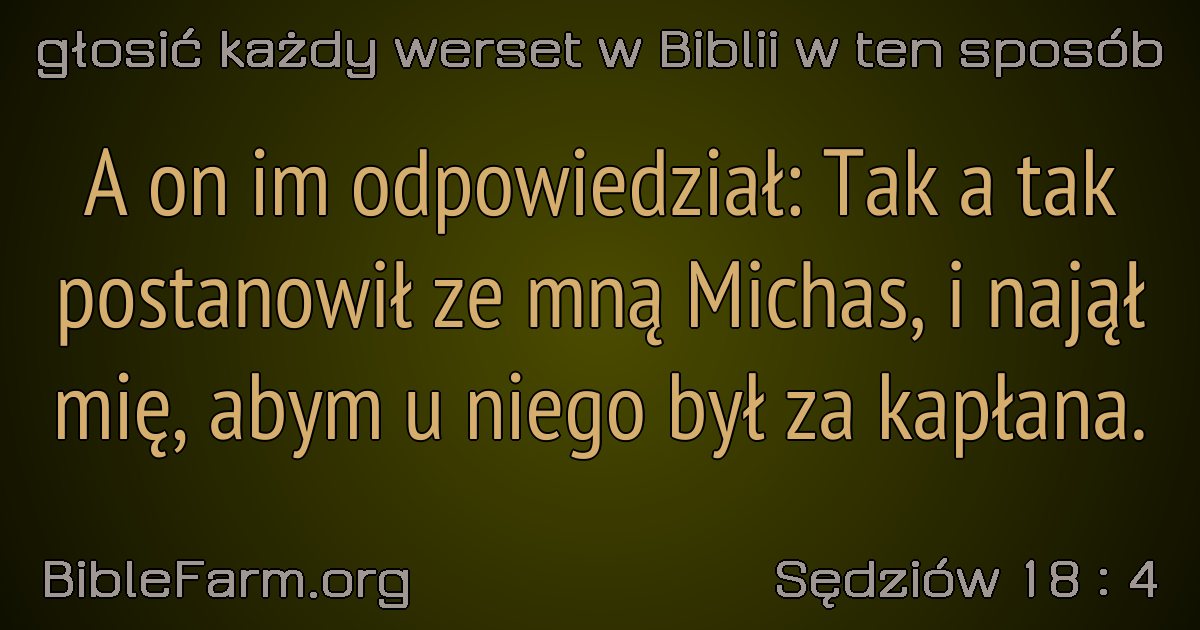 głosić każdy werset w Biblii w ten sposób
A on im odpowiedział: Tak a tak
postanowił ze mną Michas, i najął
mię, abym u niego był za kapłana.
BibleFarm.org
Sędziów 18 : 4